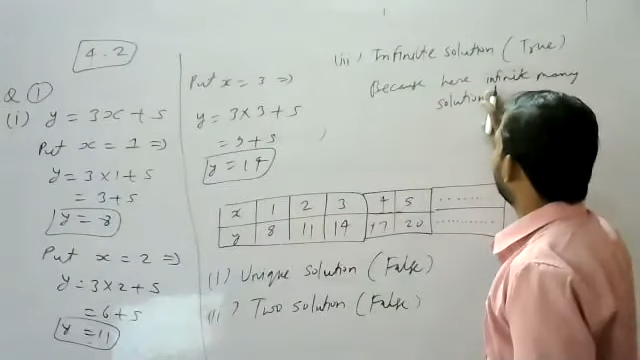 4.2
Q ①
(i) y = 3x + 5
Put x = 1 =>
y = 3 x 1 + 5
= 3 + 5
y = 8
Put x = 2 =>
y = 3 x 2 + 5
= 6 + 5
y = 11
Put x = 3 =>
y = 3 x 3 + 5
= 9 + 5
y = 14
x 1 2 3 4 5 ........
y 8 11 14 17 20 ............
(i) Unique solution (False)
(ii) Two solution (False)
(iii) Infinite solution (True)
Because here infinite many
solution